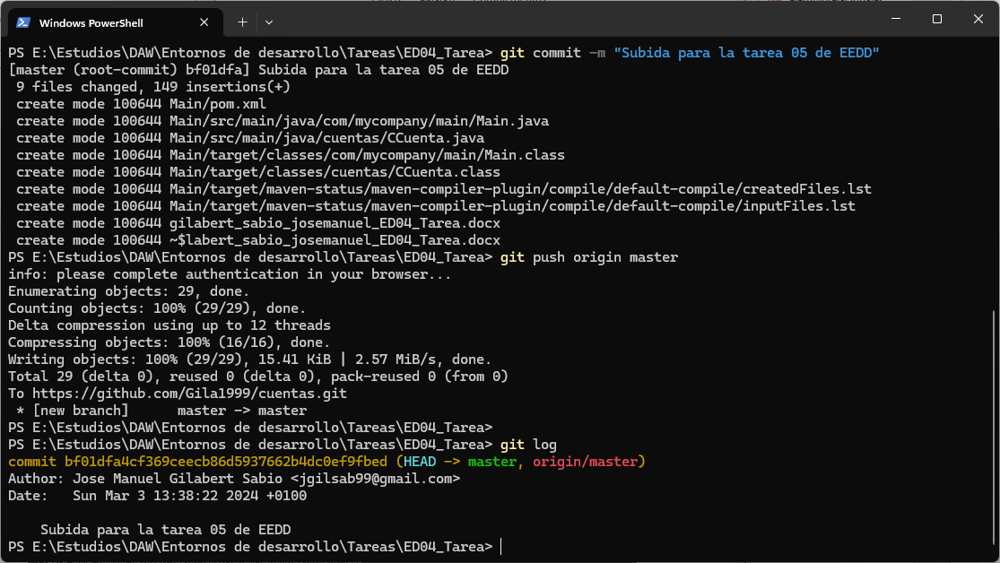 Windows PowerShell
PS E:\Estudios\DAW\Entornos de desarrollo\Tareas\ED04_Tarea> git commit -m "Subida para la tarea 05 de EEDD"
[master (root-commit) bf01dfa] Subida para la tarea 05 de EEDD
 9 files changed, 149 insertions(+)
 create mode 100644 Main/pom.xml
 create mode 100644 Main/src/main/java/com/mycompany/main/Main.java
 create mode 100644 Main/src/main/java/cuentas/CCuenta.java
 create mode 100644 Main/target/classes/com/mycompany/main/Main.class
 create mode 100644 Main/target/classes/cuentas/CCuenta.class
 create mode 100644 Main/target/maven-status/maven-compiler-plugin/compile/default-compile/createdFiles.lst
 create mode 100644 Main/target/maven-status/maven-compiler-plugin/compile/default-compile/inputFiles.lst
 create mode 100644 gilabert_sabio_josemanuel_ED04_Tarea.docx
 create mode 100644 ~$labert_sabio_josemanuel_ED04_Tarea.docx
PS E:\Estudios\DAW\Entornos de desarrollo\Tareas\ED04_Tarea> git push origin master
info: please complete authentication in your browser...
Enumerating objects: 29, done.
Counting objects: 100% (29/29), done.
Delta compression using up to 12 threads
Compressing objects: 100% (16/16), done.
Writing objects: 100% (29/29), 15.41 KiB | 2.57 MiB/s, done.
Total 29 (delta 0), reused 0 (delta 0), pack-reused 0 (from 0)
To https://github.com/Gila1999/cuentas.git
 * [new branch]      master -> master
PS E:\Estudios\DAW\Entornos de desarrollo\Tareas\ED04_Tarea>
PS E:\Estudios\DAW\Entornos de desarrollo\Tareas\ED04_Tarea> git log
commit bf01dfa4cf369ceecb86d5937662b4dc0ef9fbed (HEAD -> master, origin/master)
Author: Jose Manuel Gilabert Sabio <jgilsab99@gmail.com>
Date:   Sun Mar 3 13:38:22 2024 +0100
    Subida para la tarea 05 de EEDD
PS E:\Estudios\DAW\Entornos de desarrollo\Tareas\ED04_Tarea>